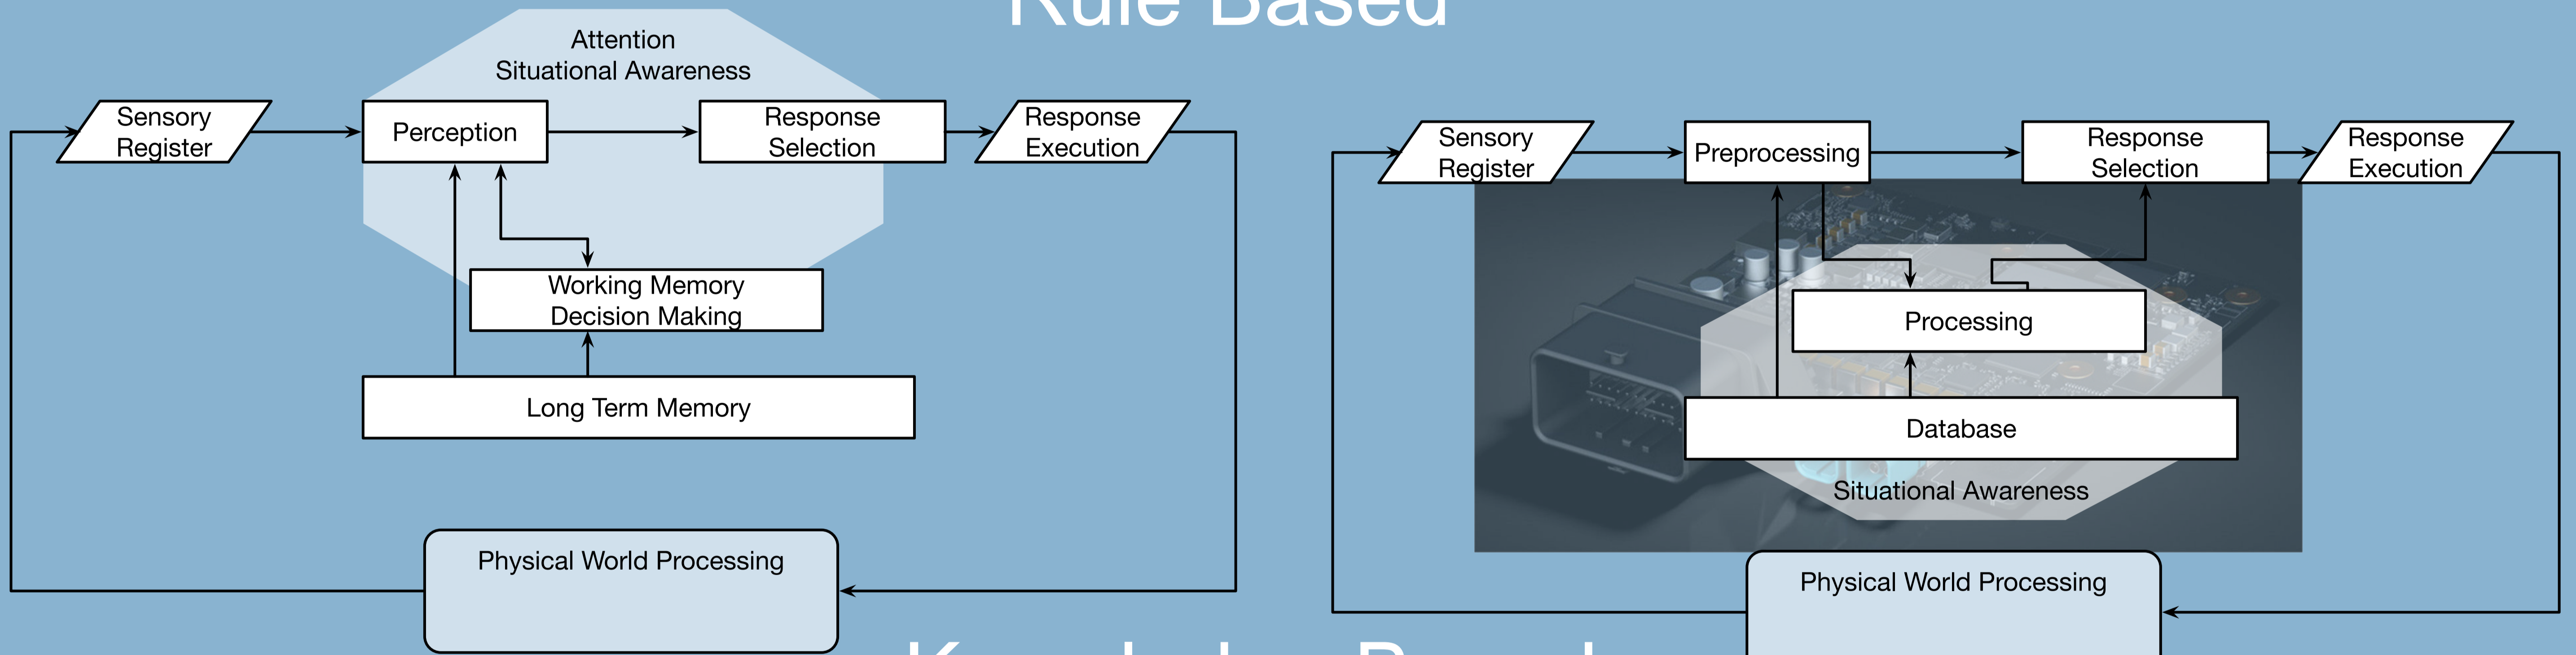 Rule Based
Attention
Situational Awareness
Sensory
Register
Perception
Response
Selection
Response
Execution
Working Memory
Decision Making
Long Term Memory
Physical World Processing
Sensory
Register
Preprocessing
Response
Selection
Response
Execution
Processing
Database
Situational Awareness
Physical World Processing